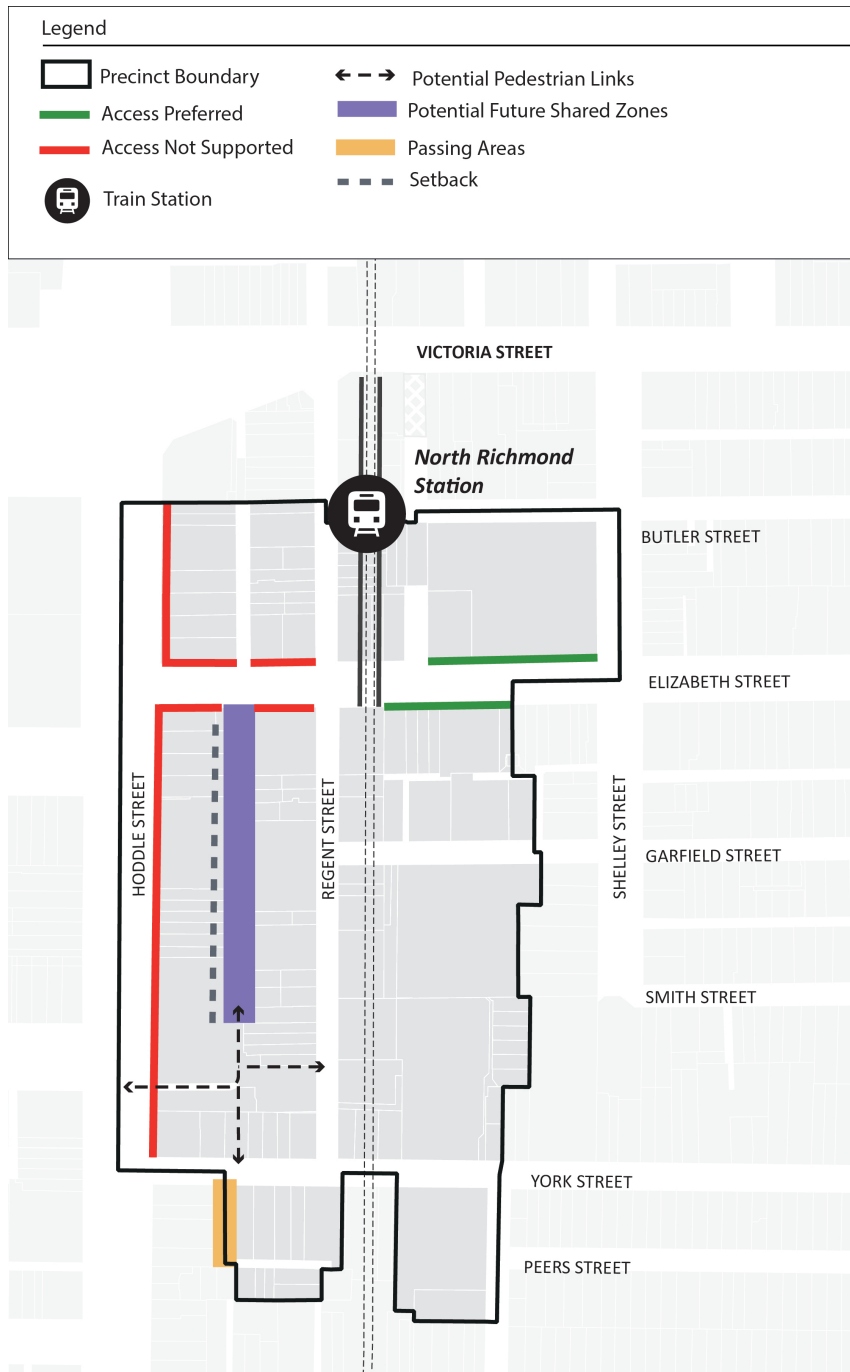 Legend
Precinct Boundary
Access Preferred
Access Not Supported
Train Station
Potential Pedestrian Links
Potential Future Shared Zones
Passing Areas
Setback
VICTORIA STREET
North Richmond
Station
BUTLER STREET
ELIZABETH STREET
HODDLE STREET
REGENT STREET
SHELLEY STREET
GARFIELD STREET
SMITH STREET
YORK STREET
PEERS STREET